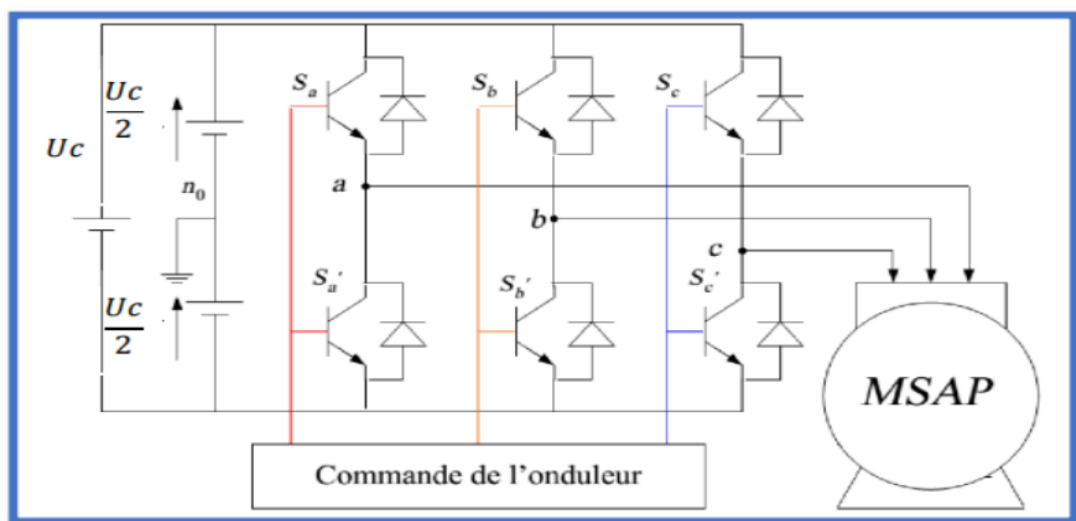 Uc
2
Uc
n0
Uc
2
Sa
Sb
Sc
a
b
c
Sa'
Sb'
Sc'
MSAP
Commande de l'onduleur